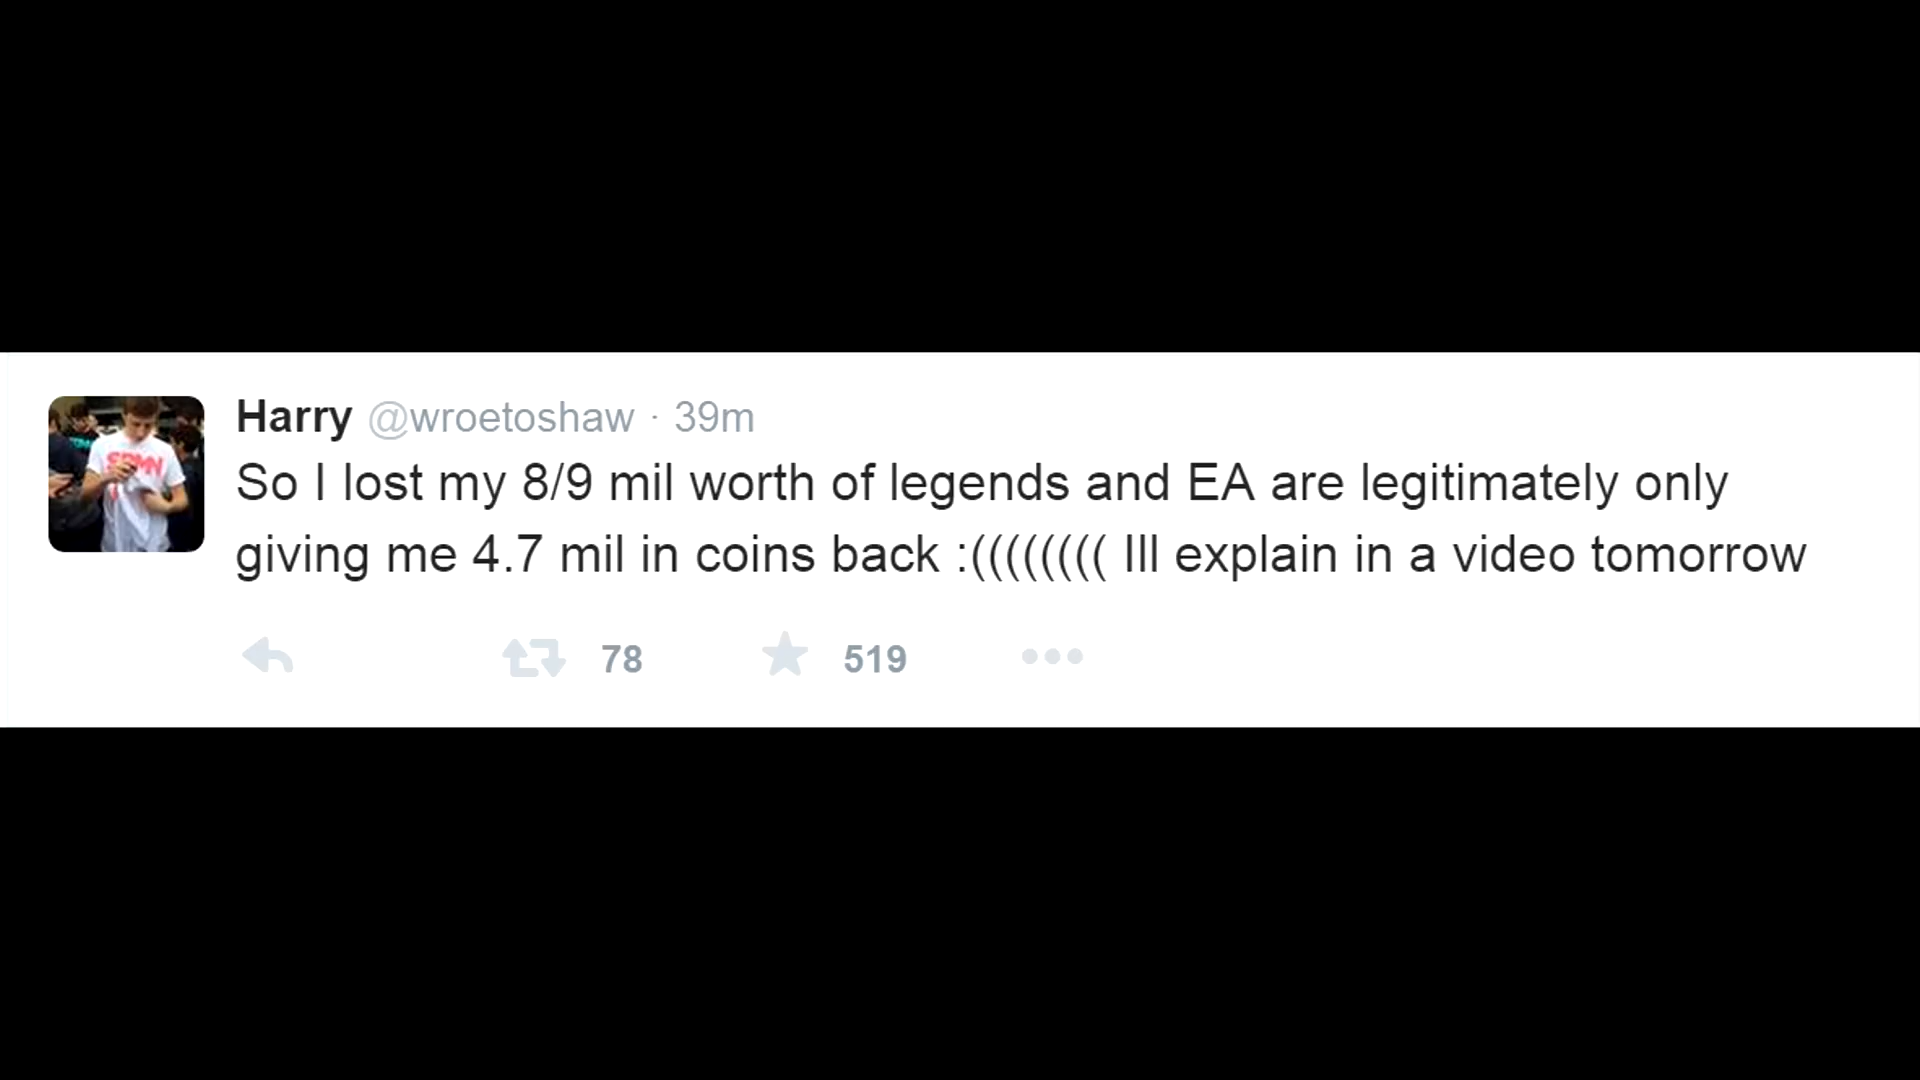 Harry @wroetoshaw · 39m
So I lost my 8/9 mil worth of legends and EA are legitimately only
giving me 4.7 mil in coins back :(((((((( Ill explain in a video tomorrow
78 519
SDMN